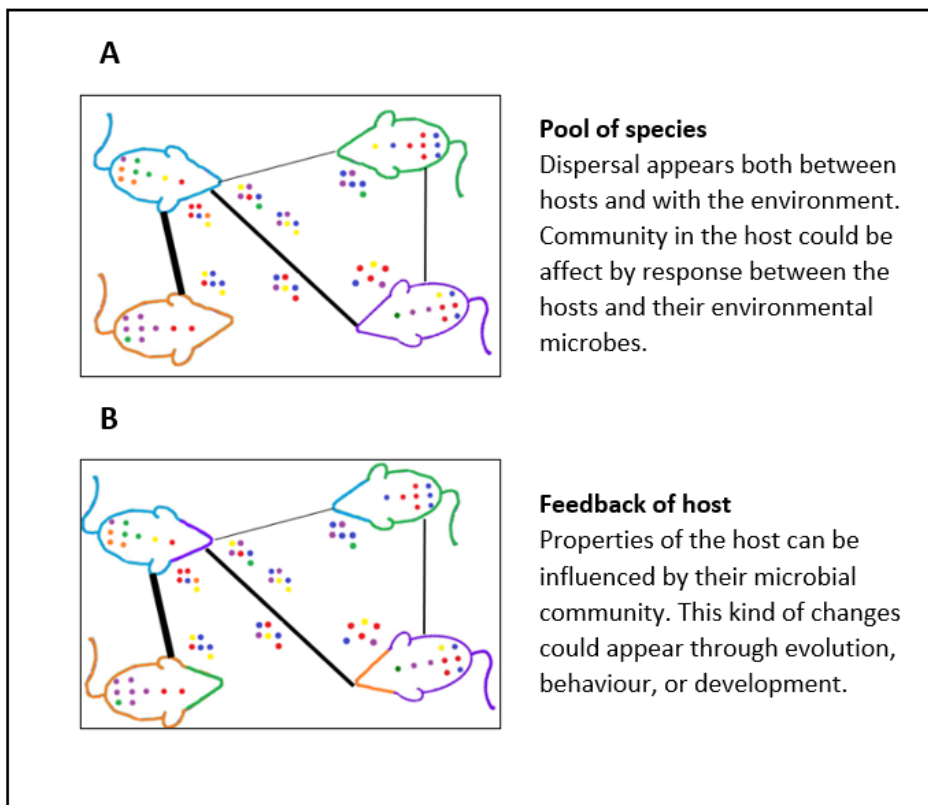 A
Pool of species
Dispersal appears both between
hosts and with the environment.
Community in the host could be
affect by response between the
hosts and their environmental
microbes.
B
Feedback of host
Properties of the host can be
influenced by their microbial
community. This kind of changes
could appear through evolution,
behaviour, or development.